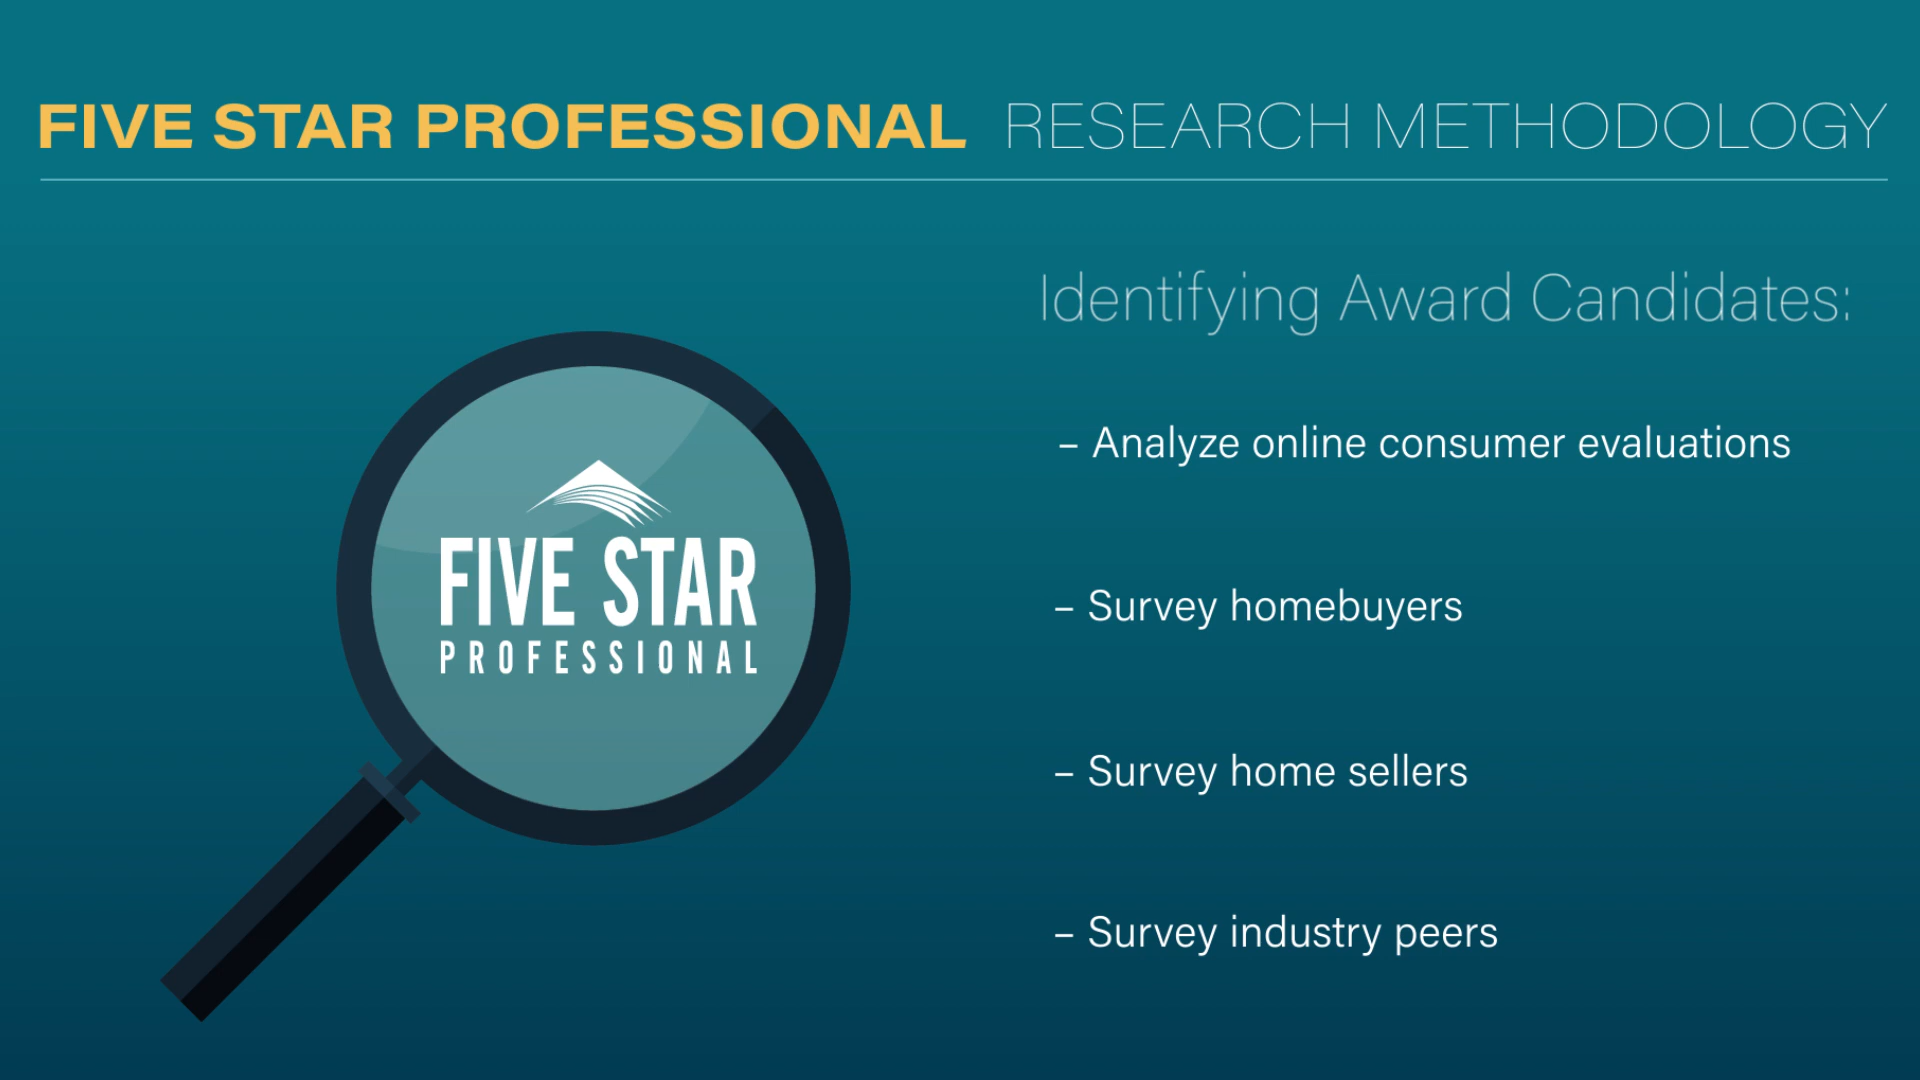 FIVE STAR PROFESSIONAL RESEARCH METHODOLOGY
Identifying Award Candidates:
– Analyze online consumer evaluations
– Survey homebuyers
– Survey home sellers
– Survey industry peers
FIVE STAR
PROFESSIONAL